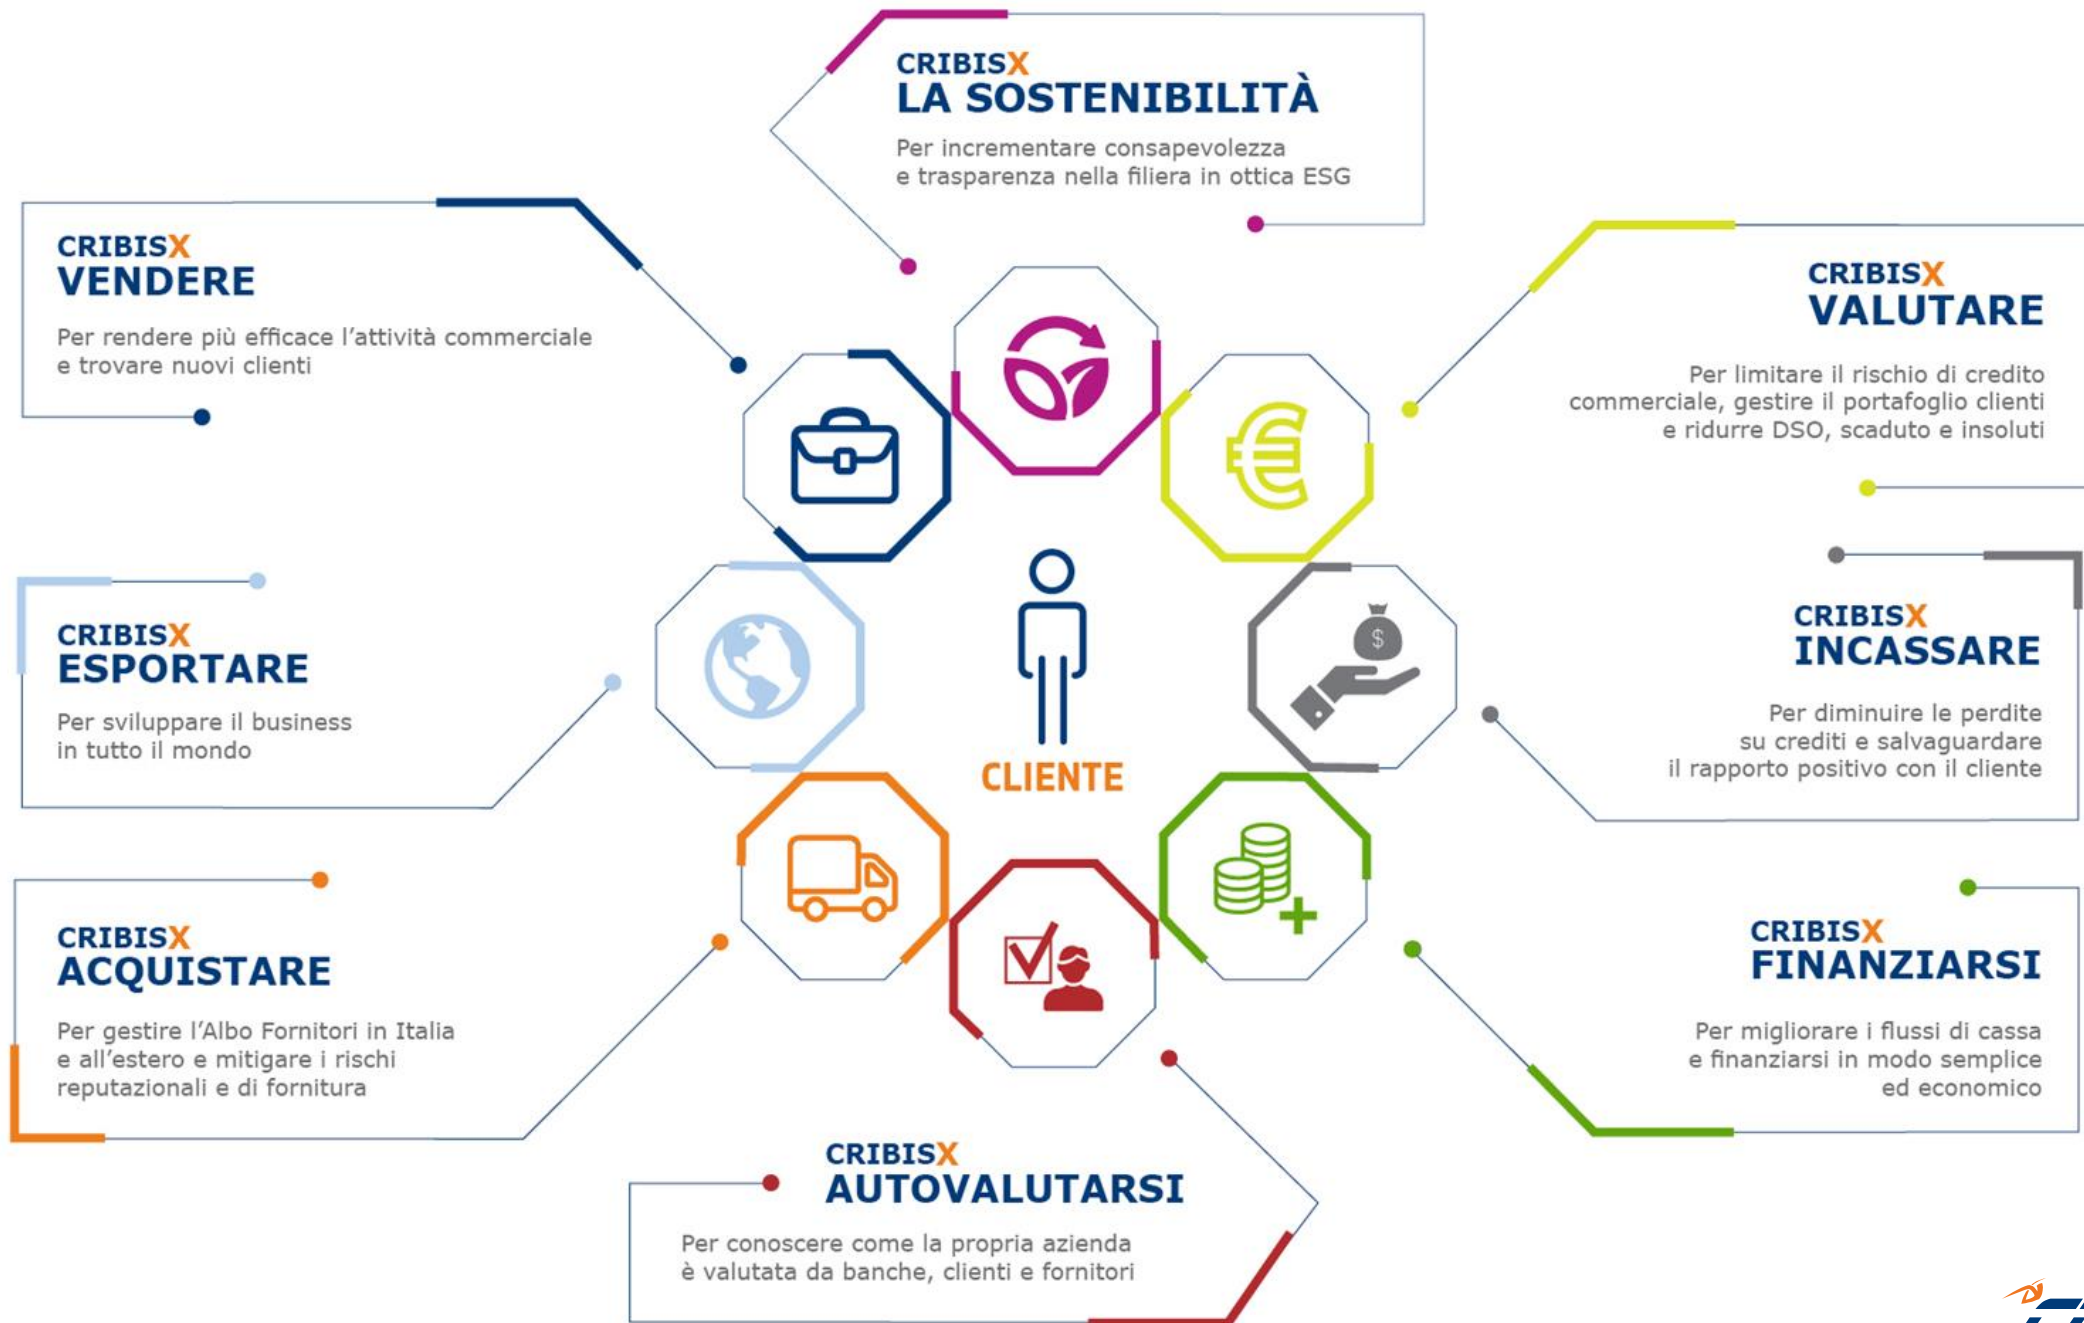 CRIBISX
LA SOSTENIBILITÀ
Per incrementare consapevolezza
e trasparenza nella filiera in ottica ESG
CRIBISX
VENDERE
Per rendere più efficace l'attività commerciale
e trovare nuovi clienti
CRIBISX
VALUTARE
Per limitare il rischio di credito
commerciale, gestire il portafoglio clienti
e ridurre DSO, scaduto e insoluti
CRIBISX
ESPORTARE
Per sviluppare il business
in tutto il mondo
€
$
CLIENTE
CRIBISX
INCASSARE
Per diminuire le perdite
su crediti e salvaguardare
il rapporto positivo con il cliente
CRIBISX
ACQUISTARE
Per gestire l'Albo Fornitori in Italia
e all'estero e mitigare i rischi
reputazionali e di fornitura
CRIBISX
FINANZIARSI
Per migliorare i flussi di cassa
e finanziarsi in modo semplice
ed economico
CRIBISX
AUTOVALUTARSI
Per conoscere come la propria azienda
è valutata da banche, clienti e fornitori